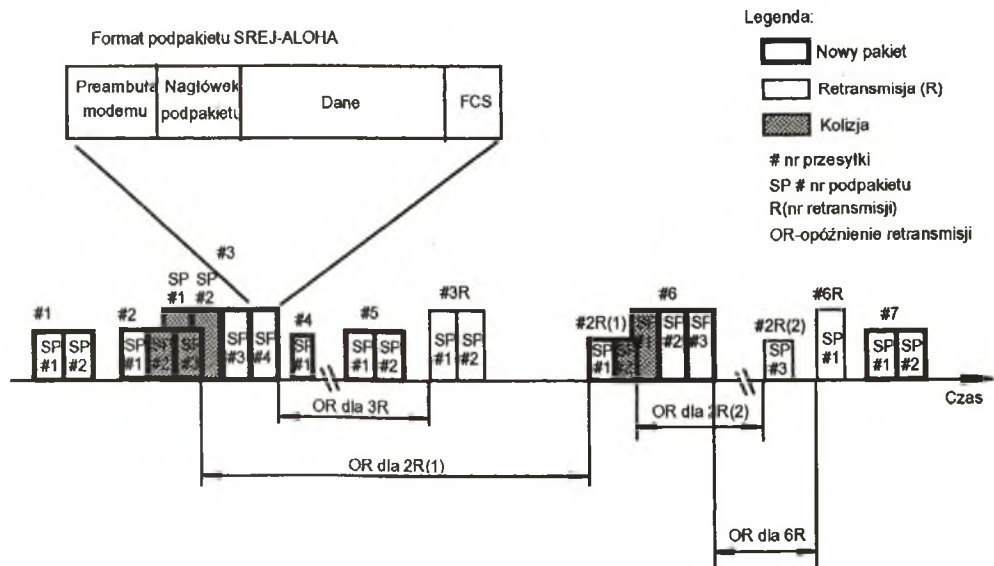 Legenda:
Format podpakietu SREJ-ALOHA
Nowy pakiet
Preambuła modemu
Nagłówek podpakietu
Dane
FCS
Retransmisja (R)
Kolizja
# nr przesyłki
SP # nr podpakietu
R(nr retransmisji)
OR-opóźnienie retransmisji
#3
SP #1
SP #2
#1
#2
#4
#5
#3R
#2R(1)
#6
#2R(2)
#6R
#7
SP #1
SP #2
SP #1
SP #3
SP #4
SP #1
SP #1
SP #2
SP #1
SP #2
SP #1
SP #2
SP #3
SP #3
SP #1
SP #1
SP #2
Czas
OR dla 3R
OR dla 2R(2)
OR dla 2R(1)
OR dla 6R